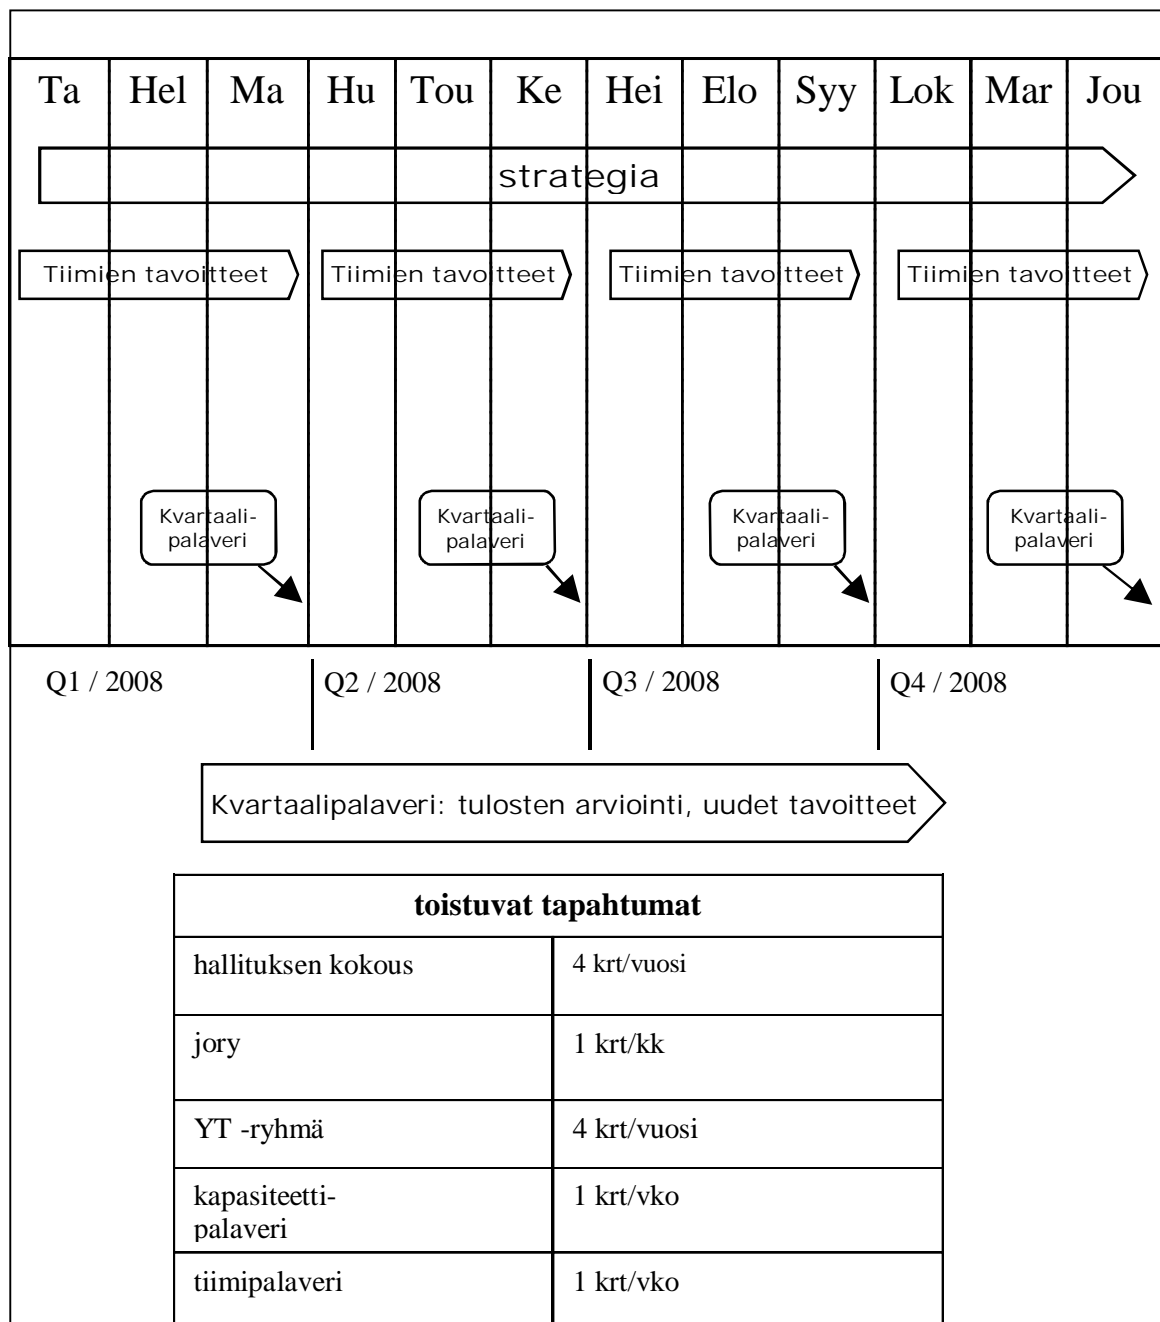 Ta Hel Ma Hu Tou Ke Hei Elo Syy Lok Mar Jou
strategia
Tiimien tavoitteet Tiimien tavoitteet Tiimien tavoitteet Tiimien tavoitteet
Kvartaali-
palaveri
Kvartaali-
palaveri
Kvartaali-
palaveri
Kvartaali-
palaveri
Q1 / 2008 Q2 / 2008 Q3 / 2008 Q4 / 2008
Kvartaalipalaveri: tulosten arviointi, uudet tavoitteet
toistuvat tapahtumat
hallituksen kokous 4 krt/vuosi
jory 1 krt/kk
YT -ryhmä 4 krt/vuosi
kapasiteetti- 1 krt/vko
palaveri
tiimipalaveri 1 krt/vko